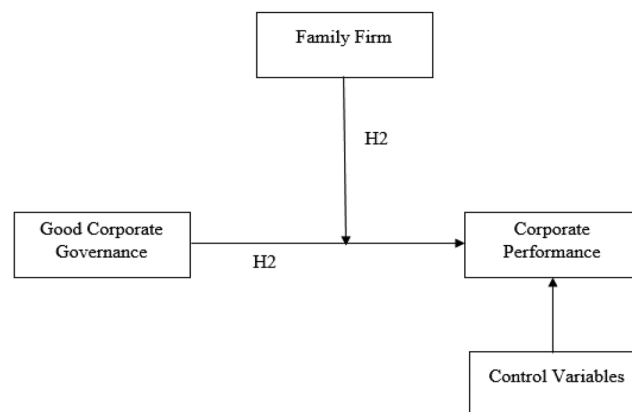 Family Firm
H2
Good Corporate
Governance
H2
Corporate
Performance
Control Variables